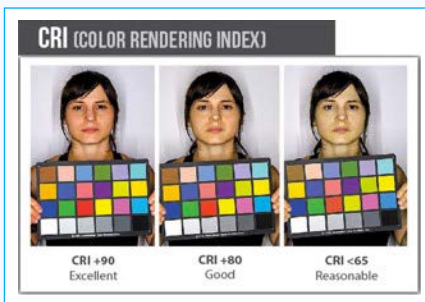 CRI (COLOR RENDERING INDEX)
CRI +90
Excellent
CRI +80
Good
CRI <65
Reasonable